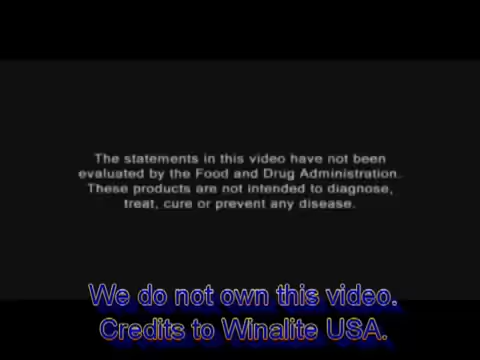 The statements in this video have not been
evaluated by the Food and Drug Administration.
These products are not intended to diagnose,
treat, cure or prevent any disease.
We do not own this video.
Credits to Winalite USA.